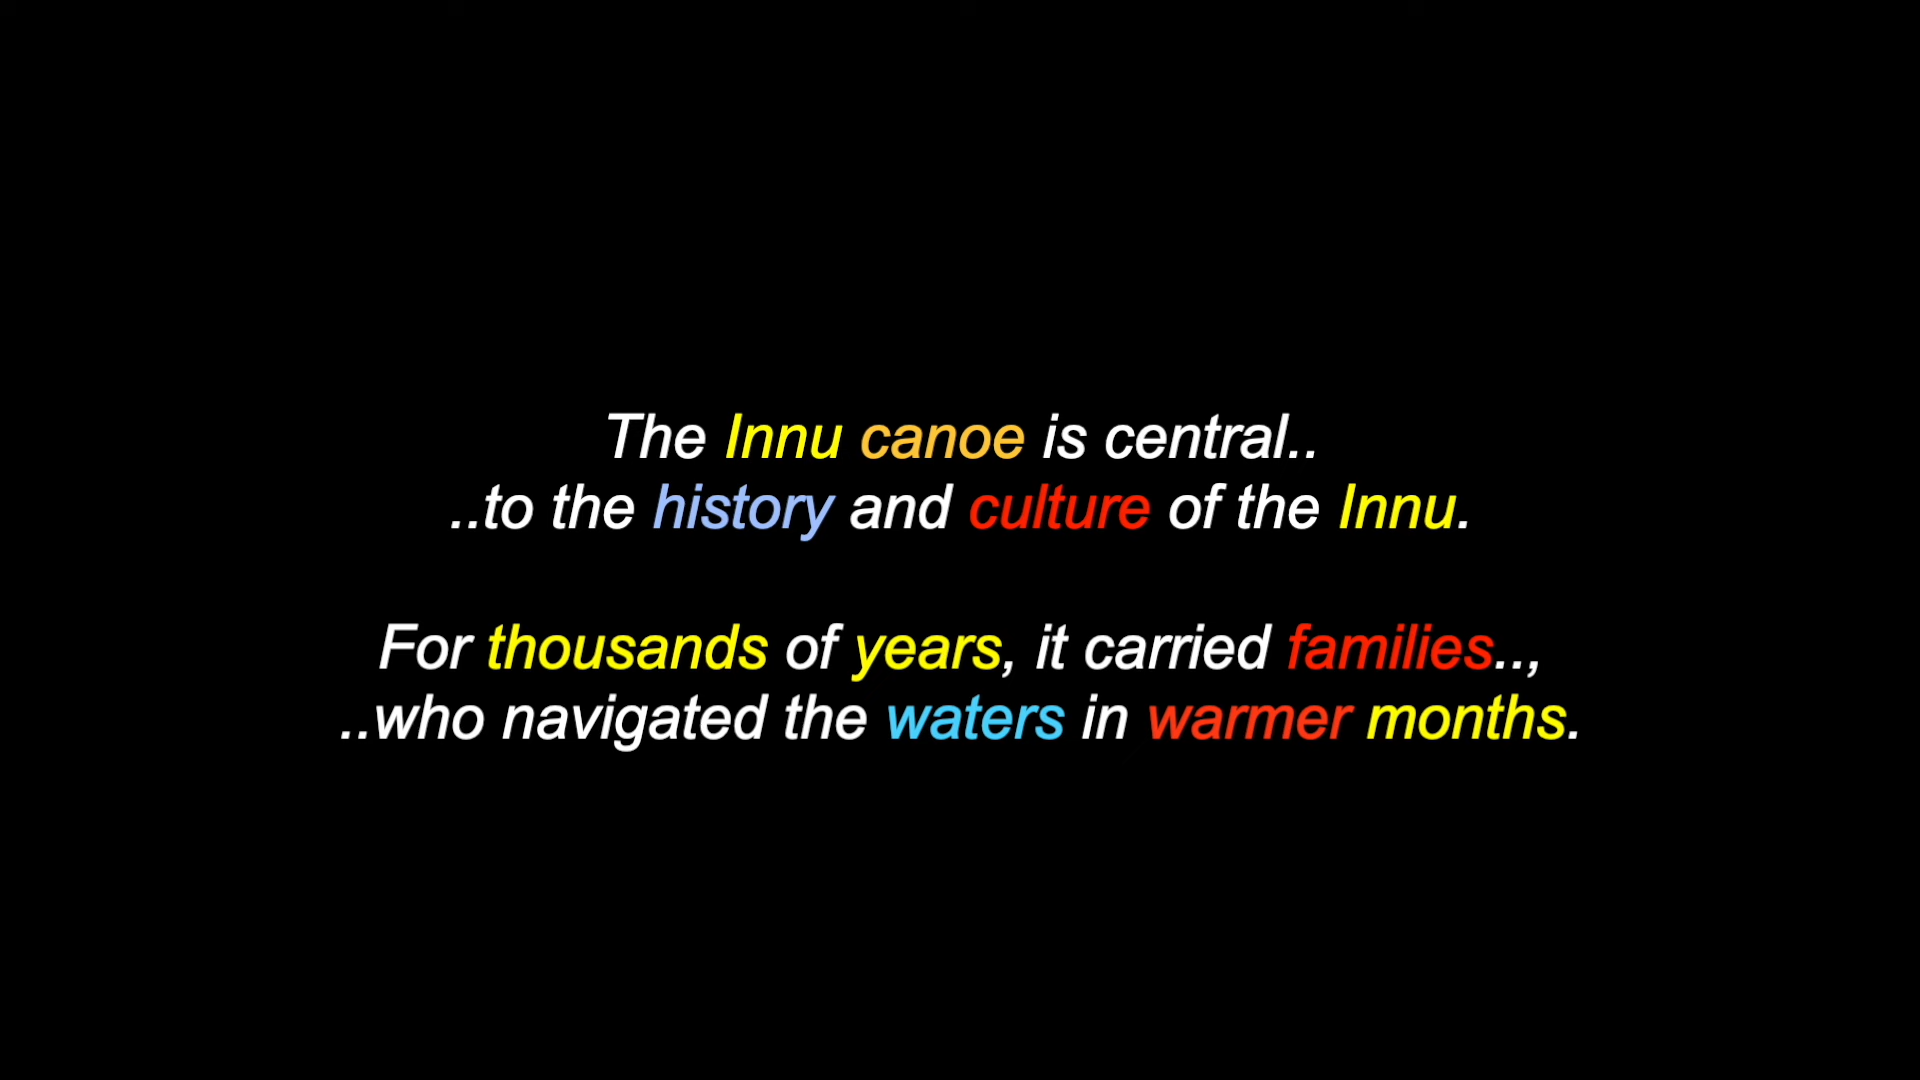 The Innu canoe is central..
..to the history and culture of the Innu.
For thousands of years, it carried families..,
..who navigated the waters in warmer months.